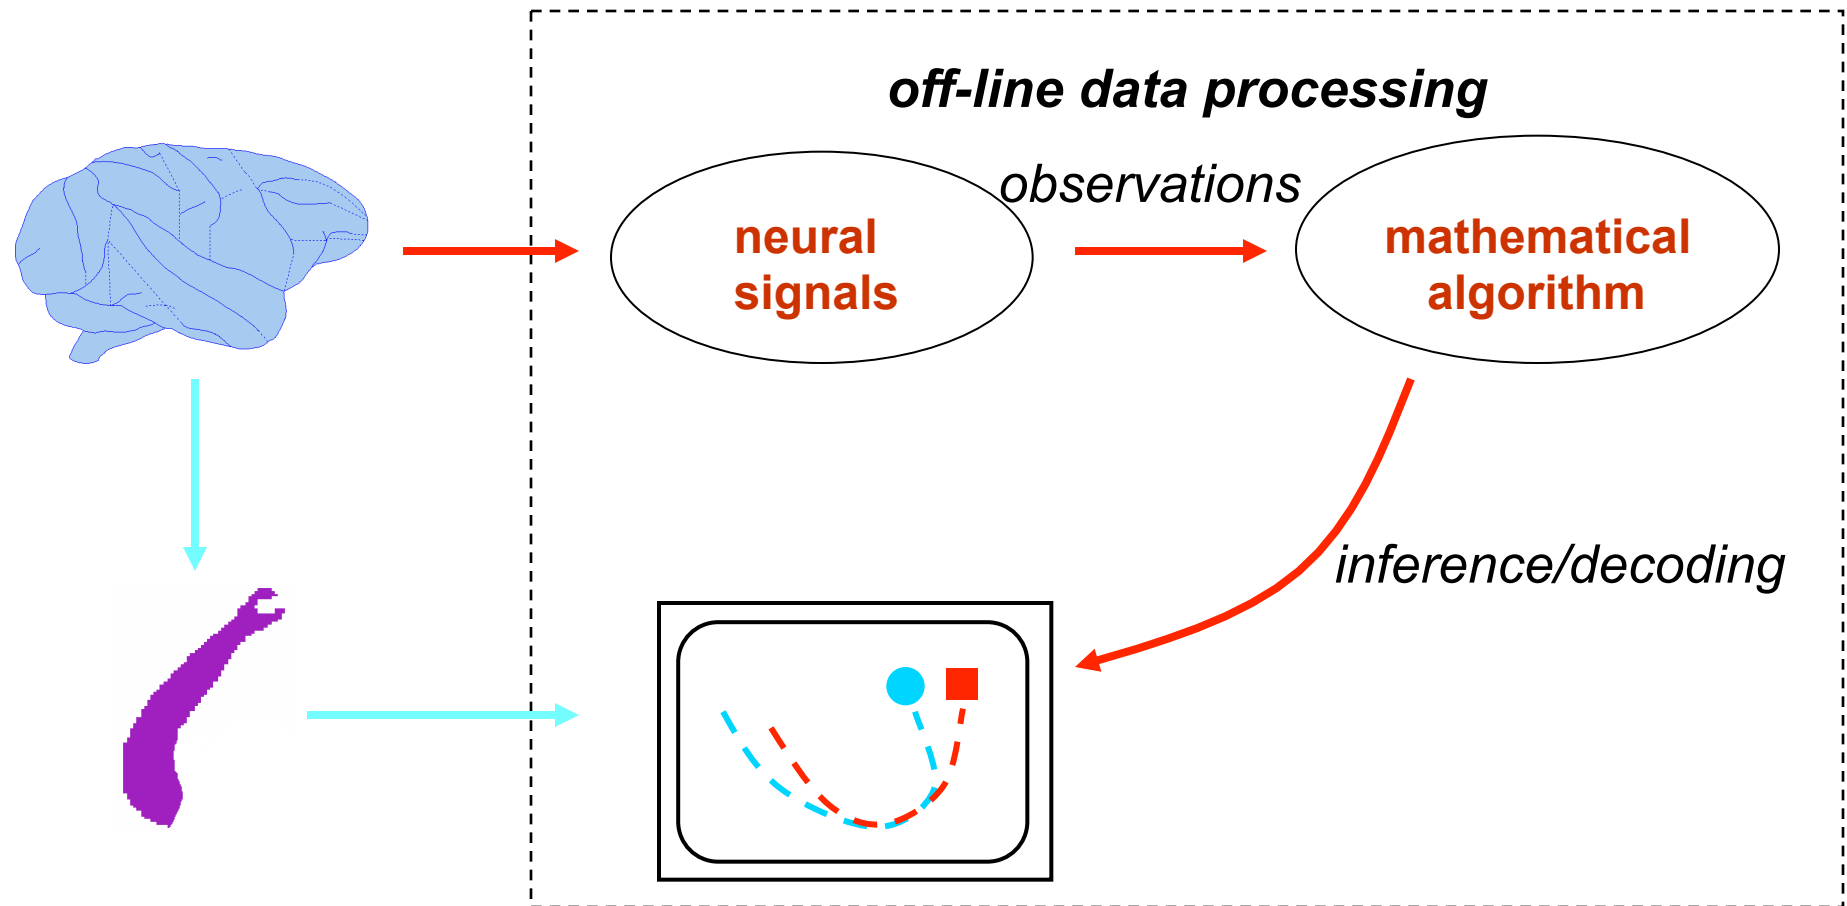 off-line data processing
observations
neural
signals
mathematical
algorithm
inference/decoding